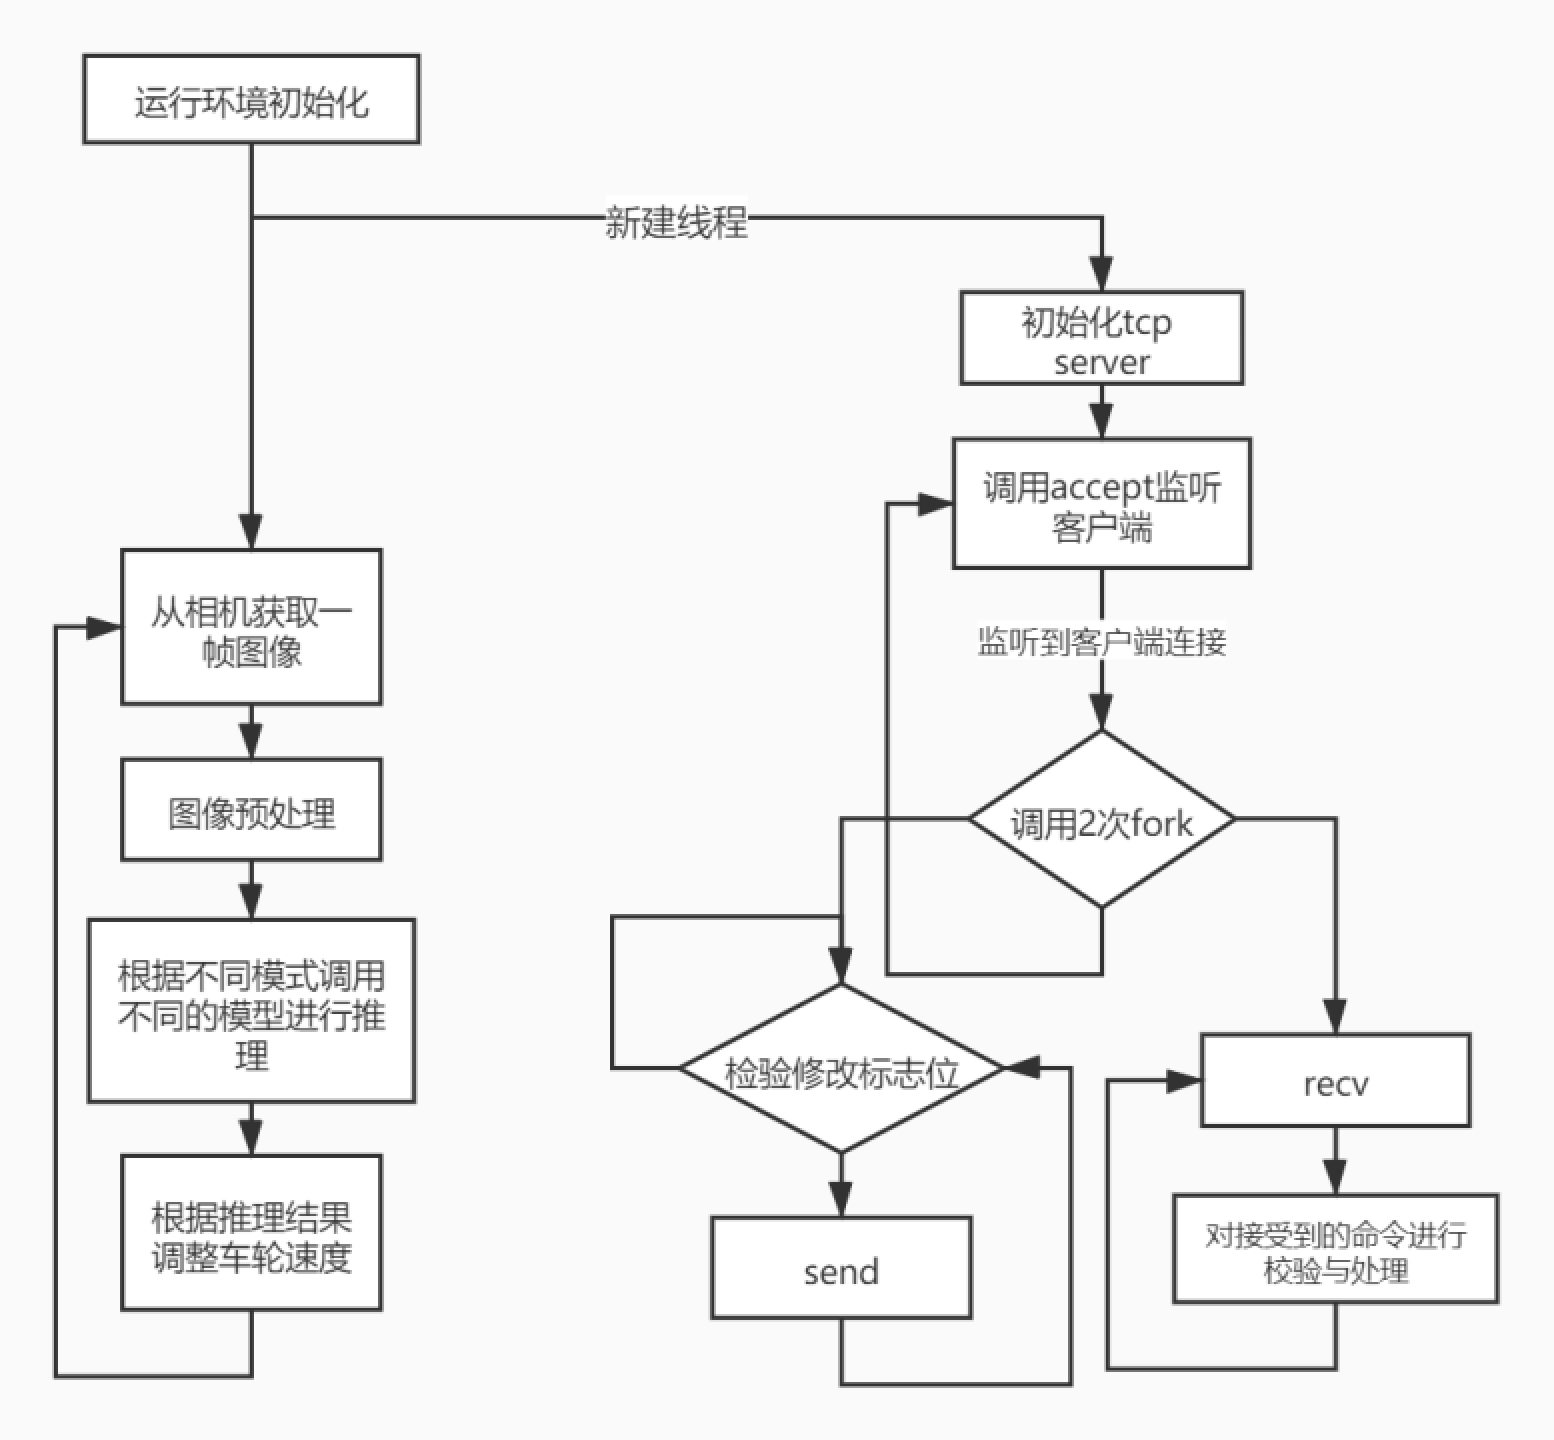 运行环境初始化
新建线程
初始化tcp
server
调用accept监听
客户端
监听到客户端连接
从相机获取一
帧图像
图像预处理
调用2次fork
根据不同模式调用
不同的模型进行推
理
检验修改标志位
recv
根据推理结果
调整车轮速度
send
对接受到的命令进行
校验与处理